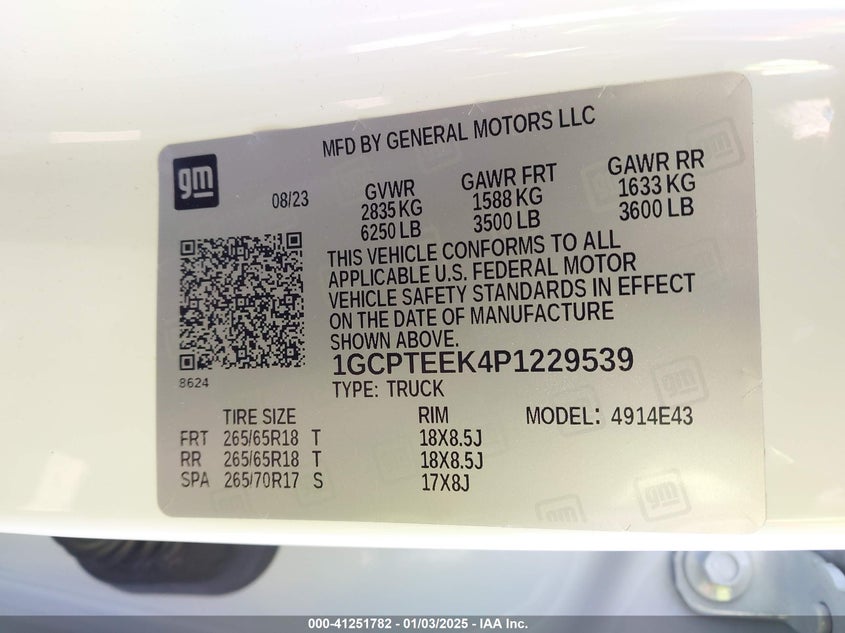 MFD BY GENERAL MOTORS LLC
gm
08/23
GVWR
2835 KG
6250 LB
GAWR FRT
1588 KG
3500 LB
GAWR RR
1633 KG
3600 LB
THIS VEHICLE CONFORMS TO ALL
APPLICABLE U.S. FEDERAL MOTOR
VEHICLE SAFETY STANDARDS IN EFFECT
ON THE DATE OF MANUFACTURE
SHOWN ABOVE.
1GCPTEEK4P1229539
8624
TYPE: TRUCK
TIRE SIZE RIM MODEL: 4914E43
FRT 265/65R18 T 18X8.5J
RR 265/65R18 T 18X8.5J
SPA 265/70R17 S 17X8J
000-41251782 - 01/03/2025 - IAA Inc.